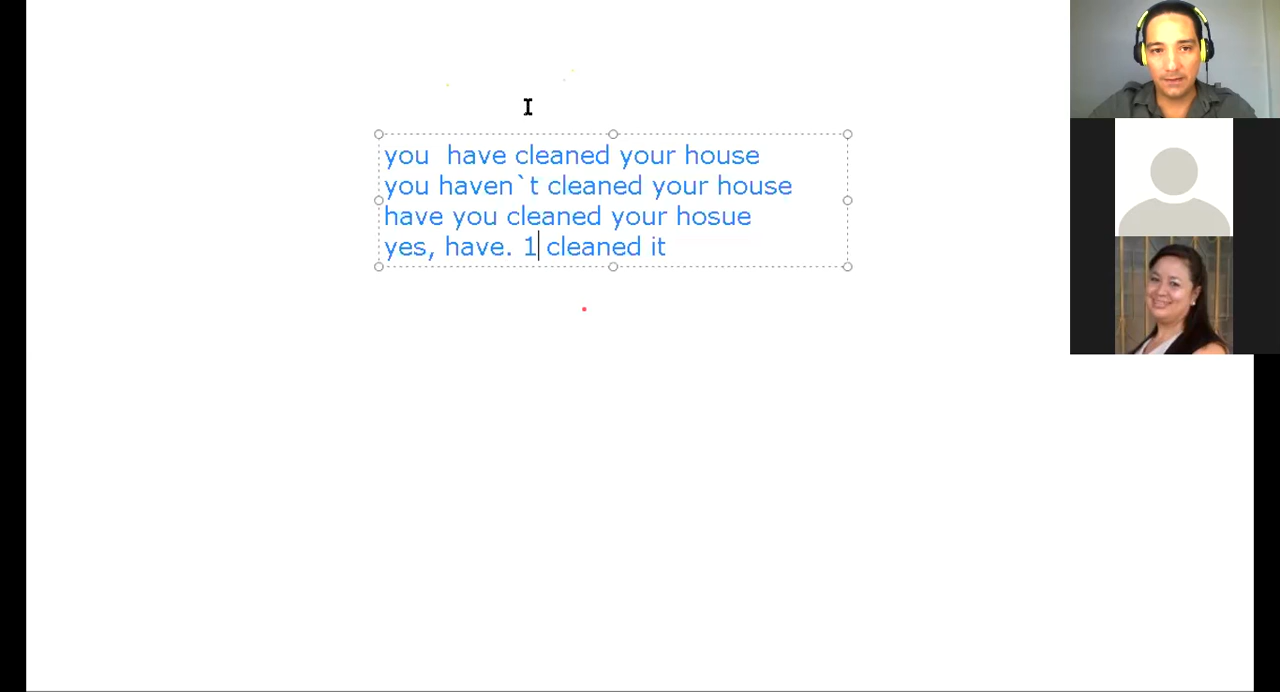 you  have cleaned your house
you haven`t cleaned your house
have you cleaned your hosue
yes, have. 1 cleaned it